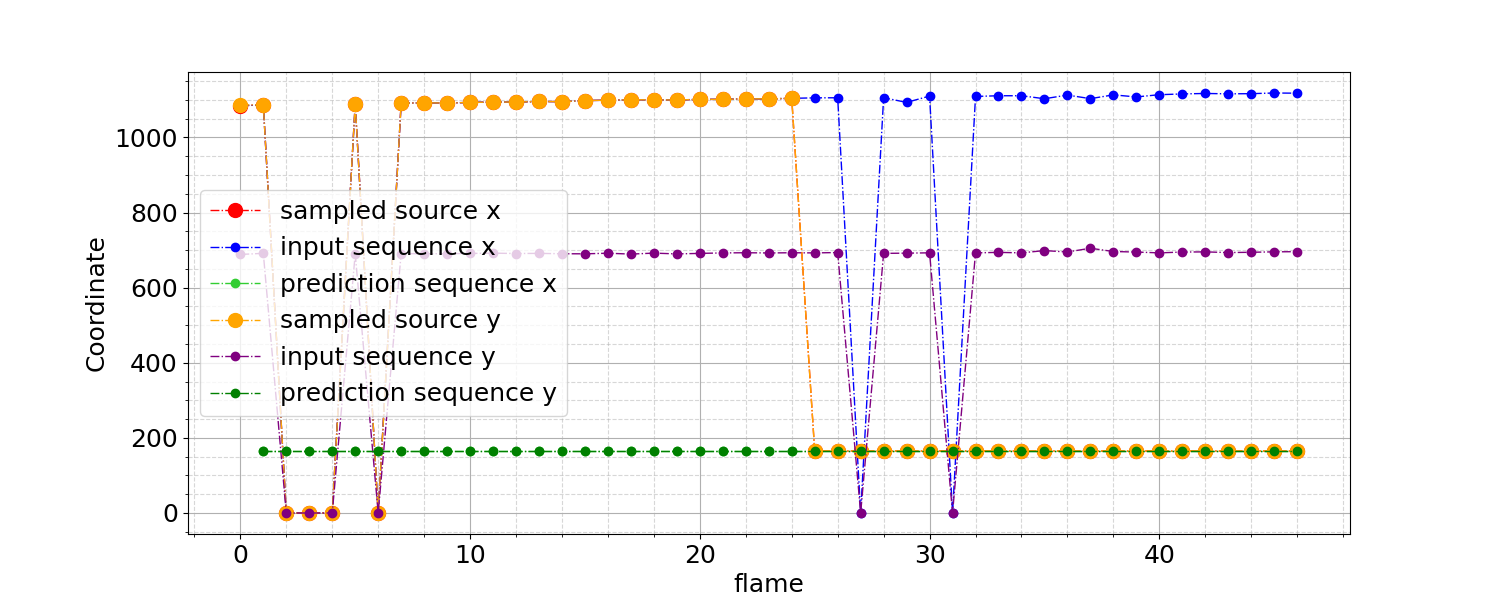 1000
800
600
400
200
0
Coordinate
sampled source x
input sequence x
prediction sequence x
sampled source y
input sequence y
prediction sequence y
0 10 20 30 40
flame